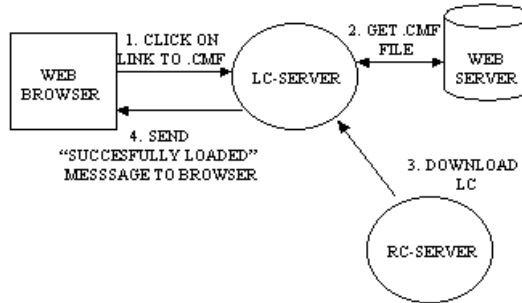 1. CLICK ON
LINK TO .CMF
2. GET .CMF
FILE
WEB
BROWSER
LC-SERVER
WEB
SERVER
4. SEND
“SUCCESFULLY LOADED”
MESSSAGE TO BROWSER
3. DOWNLOAD
LC
RC-SERVER